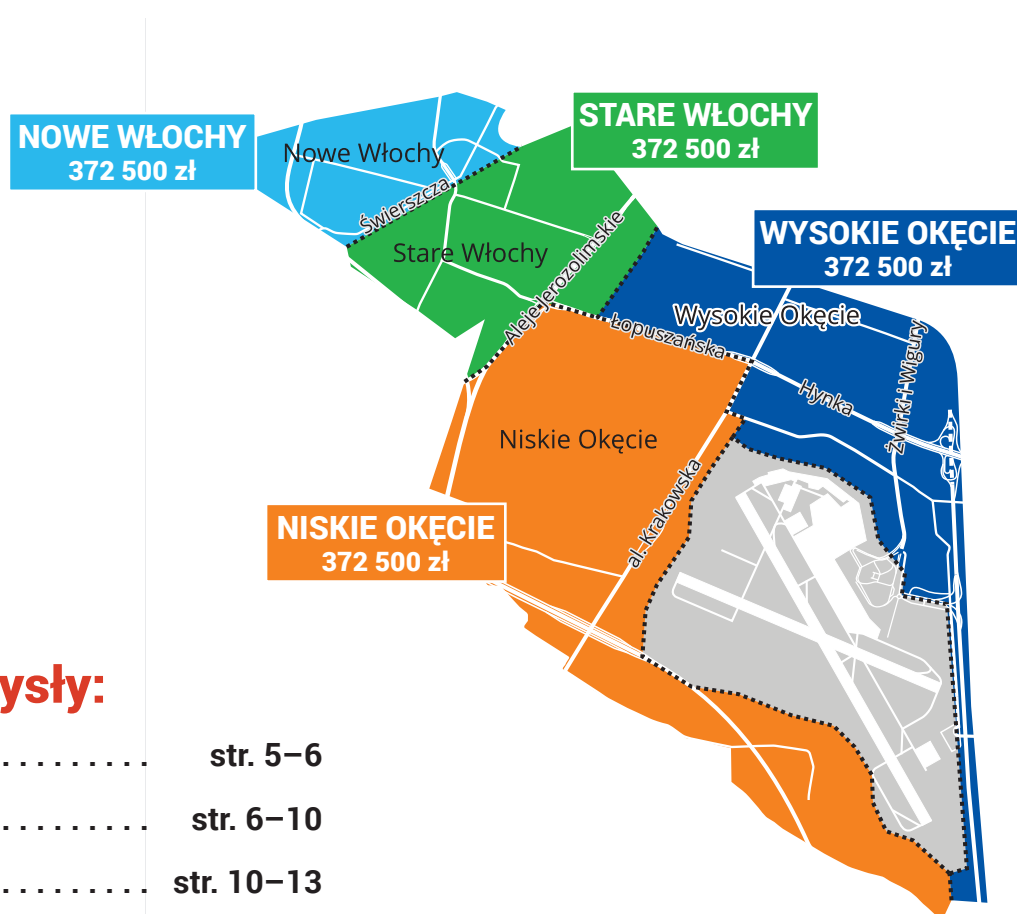 NOWE WŁOCHY
372 500 zł
STARE WŁOCHY
372 500 zł
WYSOKIE OKĘCIE
372 500 zł
NISKIE OKĘCIE
372 500 zł
Nowe Włochy
Świerszcza
Stare Włochy
Aleje Jerozolimskie
Wysokie Okęcie
Łopuszańska
Hynka
Żwirki i Wigury
Niskie Okęcie
al. Krakowska
ysły:
......... str. 5–6
......... str. 6–10
......... str. 10–13